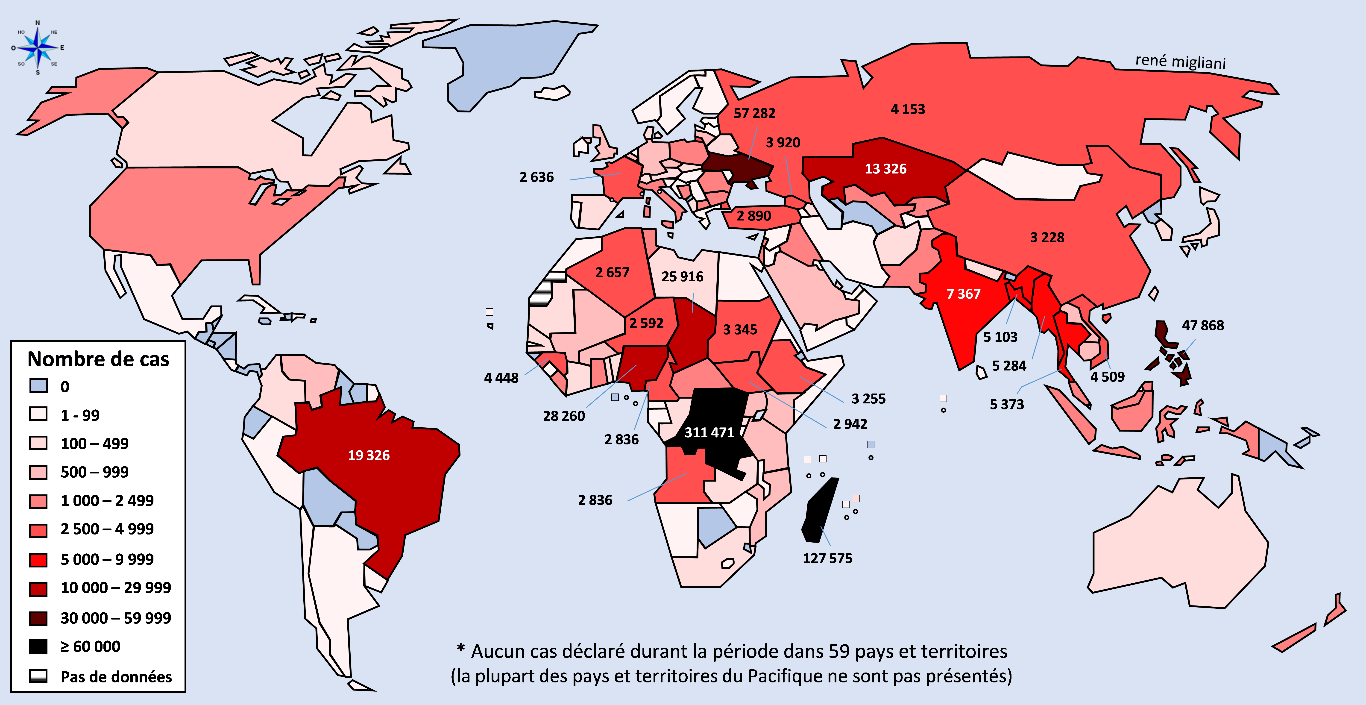 N
HO
HE
O
E
SO
SE
S
rené migliani
57 282
4 153
3 920
13 326
2 636
2 890
3 228
2 657
25 916
7 367
2 592
3 345
5 103
47 868
5 284
4 448
4 509
3 255
5 373
28 260
2 942
2 836
311 471
19 326
2 836
127 575
Nombre de cas
0
1 - 99
100 – 499
500 – 999
1 000 – 2 499
2 500 – 4 999
5 000 – 9 999
10 000 – 29 999
30 000 – 59 999
≥ 60 000
Pas de données
* Aucun cas déclaré durant la période dans 59 pays et territoires
(la plupart des pays et territoires du Pacifique ne sont pas présentés)